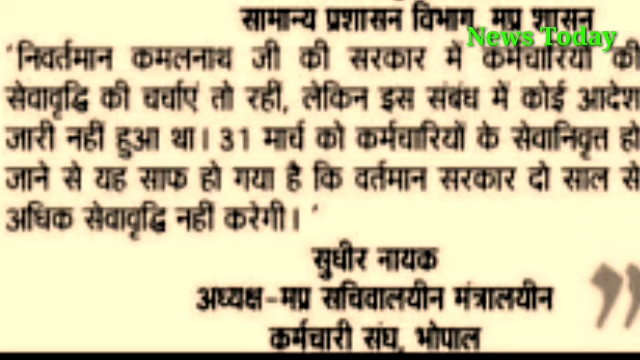 सामान्य प्रशासन विभाग मप्र शासन
News Today
'निवर्तमान कमलनाथ जी की सरकार में कर्मचारियों की
सेवावृद्धि की चर्चाएं तो रहीं, लेकिन इस संबंध में कोई आदेश
जारी नहीं हुआ था। 31 मार्च को कर्मचारियों के सेवानिवृत्त हो
जाने से यह साफ हो गया है कि वर्तमान सरकार दो साल से
अधिक सेवावृद्धि नहीं करेगी। '
सुधीर नायक
अध्यक्ष-मप्र सचिवालयीन मंत्रालयीन
कर्मचारी संघ, भोपाल